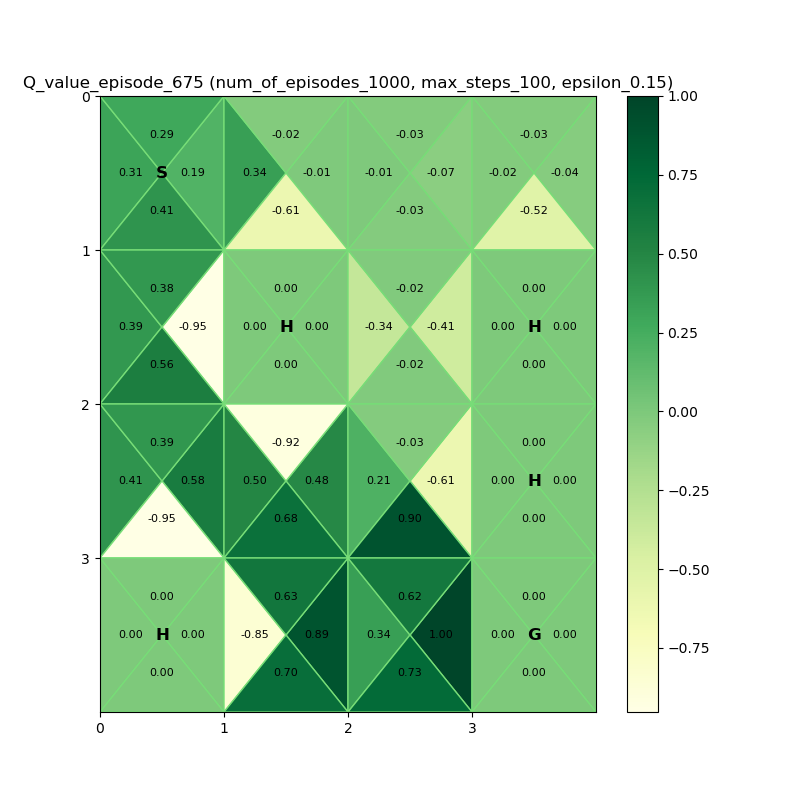 Q_value_episode_675 (num_of_episodes_1000, max_steps_100, epsilon_0.15)
0
0.29 -0.02 -0.03 -0.03
0.31 S 0.19 0.34 -0.01 -0.01 -0.07 -0.02 -0.04
0.41 -0.61 -0.03 -0.52
1
0.38 0.00 -0.02 0.00
0.39 -0.95 0.00 H 0.00 -0.34 -0.41 0.00 H 0.00
0.56 0.00 -0.02 0.00
2
0.39 -0.92 -0.03 0.00
0.41 0.58 0.50 0.48 0.21 -0.61 0.00 H 0.00
-0.95 0.68 0.90 0.00
3
0.00 0.63 0.62 0.00
0.00 H 0.00 -0.85 0.89 0.34 1.00 0.00 G 0.00
0.00 0.70 0.73 0.00
0 1 2 3
1.00
0.75
0.50
0.25
0.00
−0.25
−0.50
−0.75